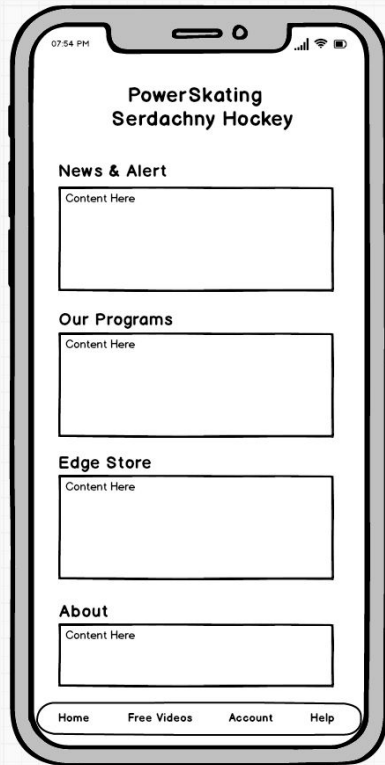 07:54 PM
PowerSkating
Serdachny Hockey
News & Alert
Content Here
Our Programs
Content Here
Edge Store
Content Here
About
Content Here
Home Free Videos Account Help